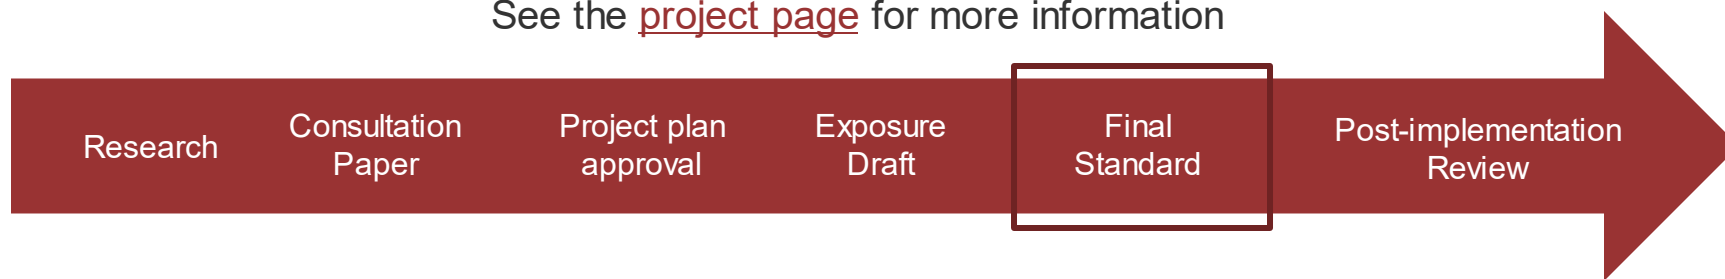 See the project page for more information
Research
Consultation
Paper
Project plan
approval
Exposure
Draft
Final
Standard
Post-implementation
Review